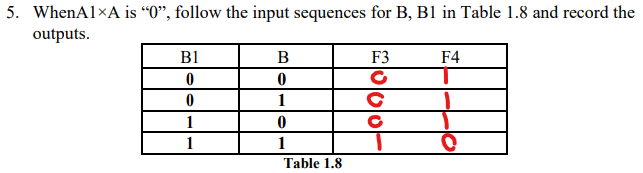 5. WhenA1×A is “0”, follow the input sequences for B, B1 in Table 1.8 and record the
outputs.
B1 B F3 F4
0 0 0 1
0 1 0 1
1 0 0 1
1 1 1 0
Table 1.8